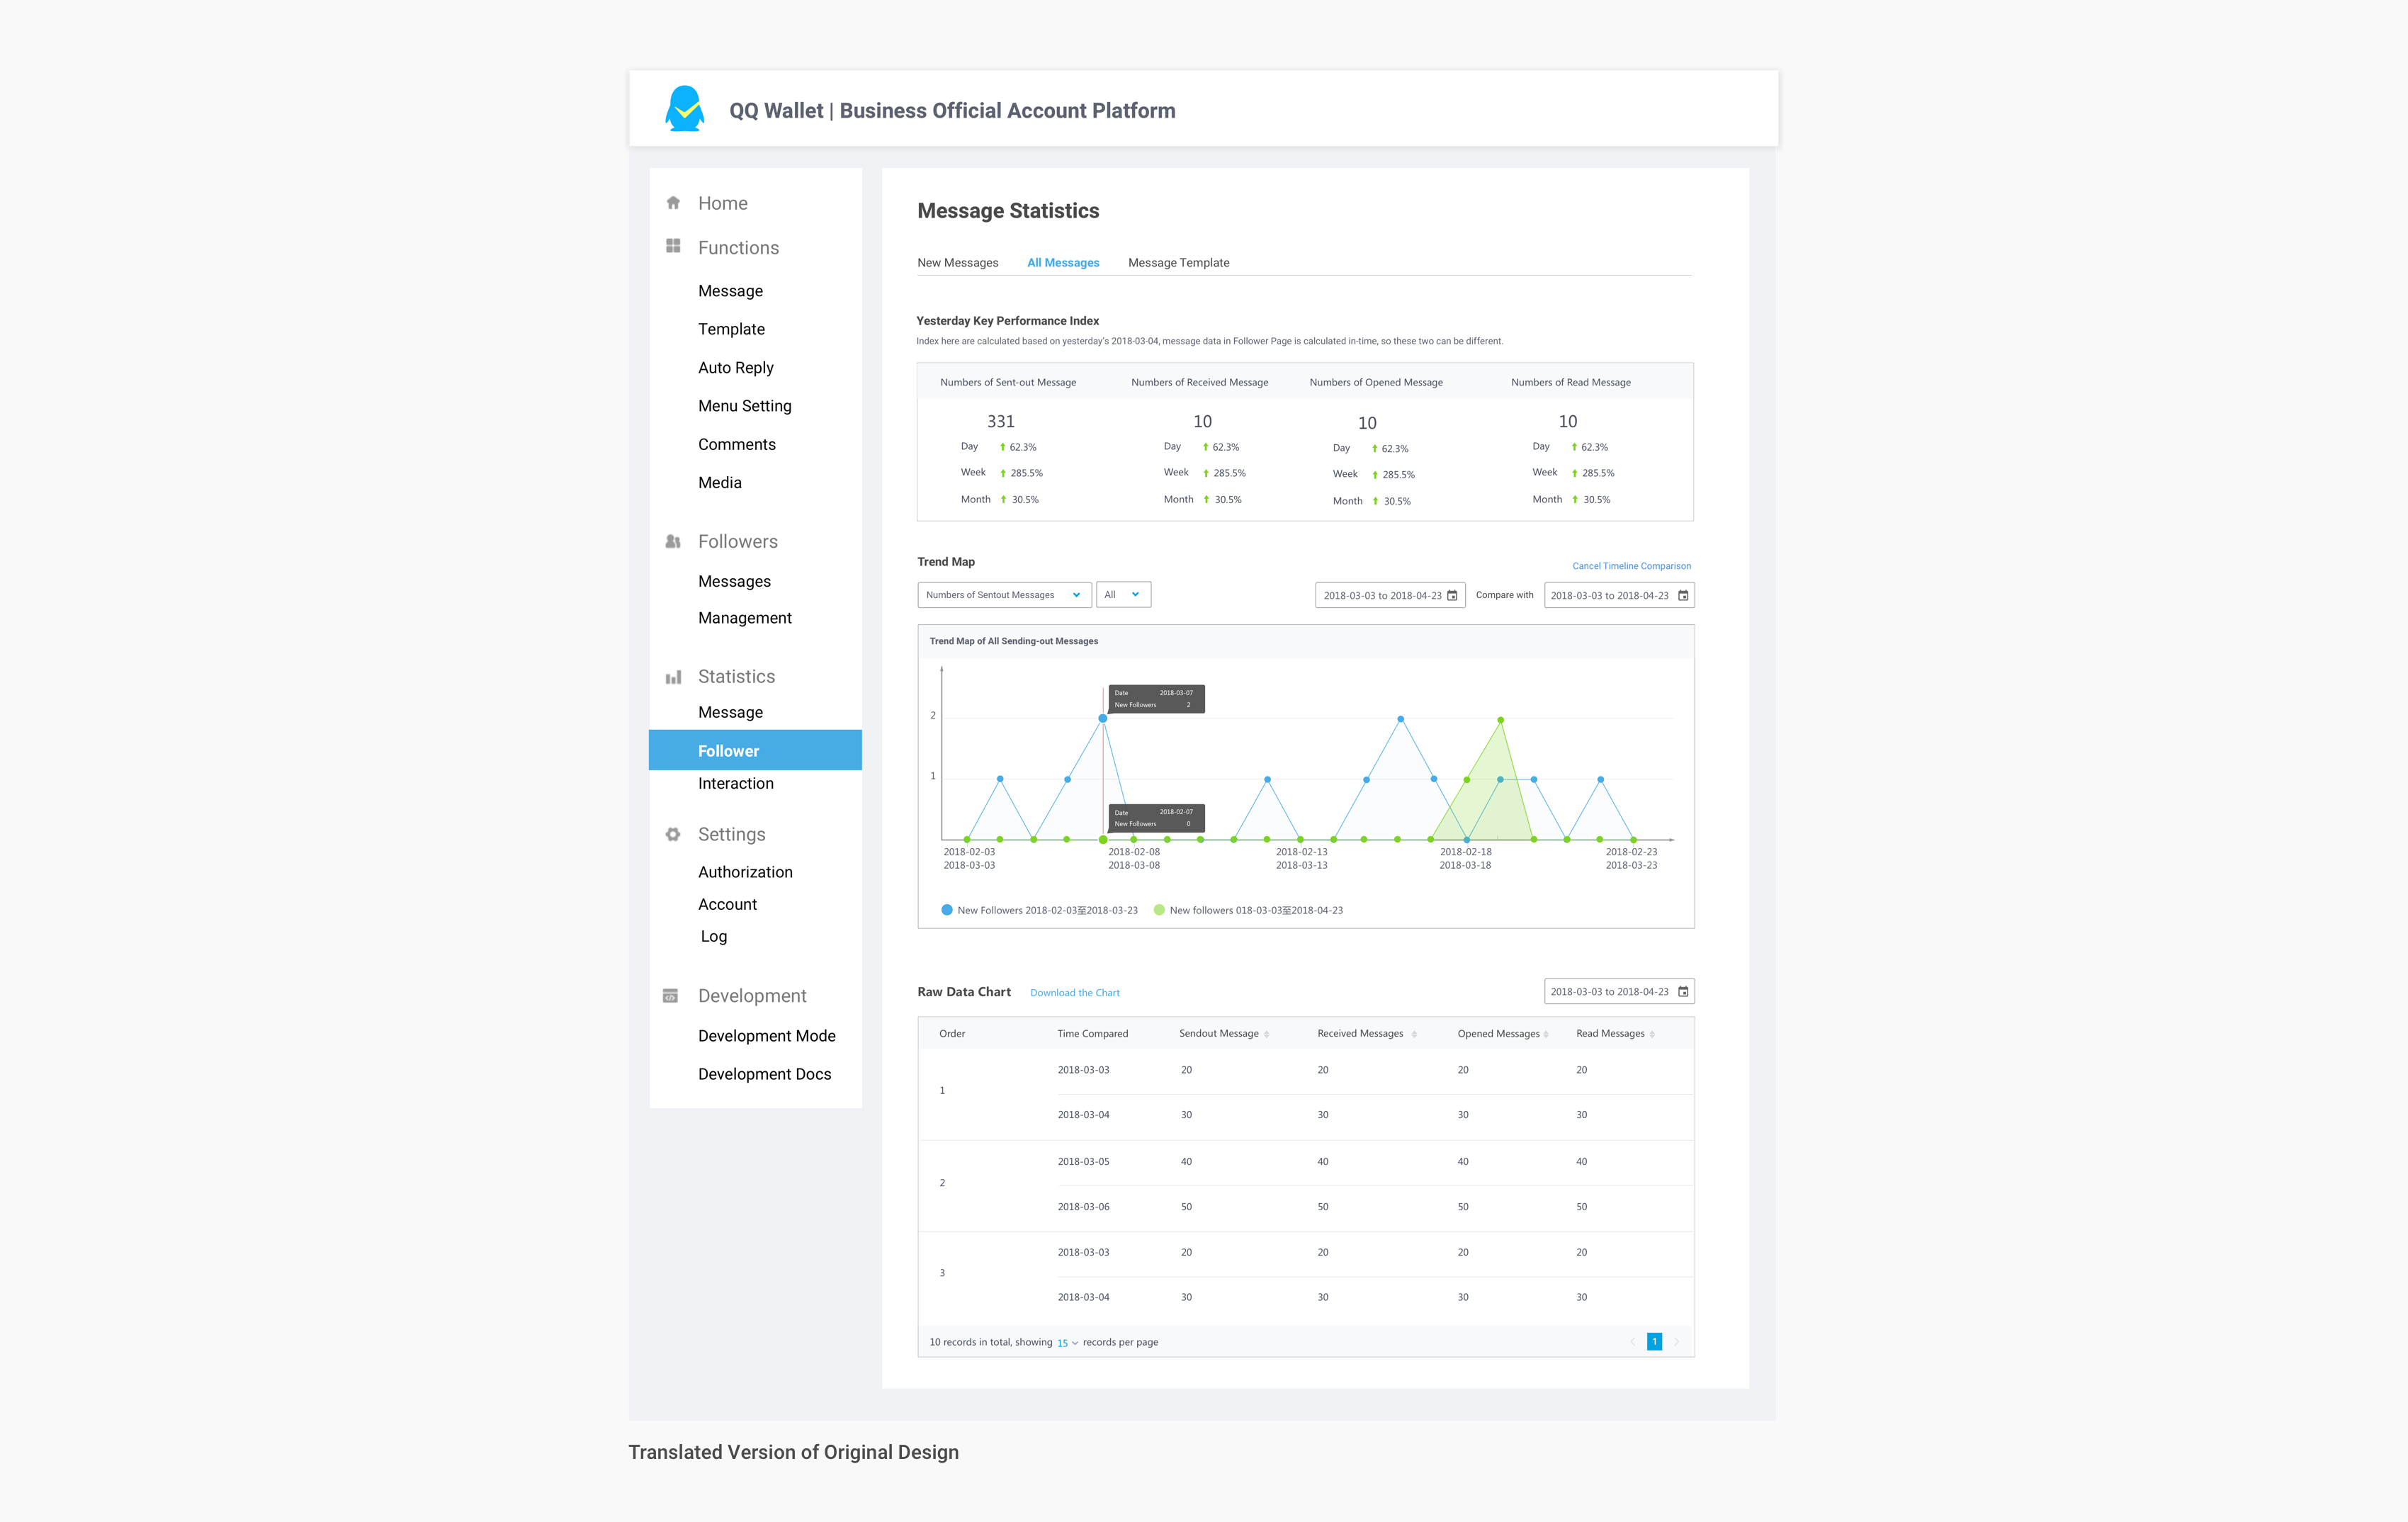 QQ Wallet | Business Official Account Platform
Home
Functions
Message
Template
Auto Reply
Menu Setting
Comments
Media
Followers
Messages
Management
Statistics
Message
Follower
Interaction
Settings
Authorization
Account
Log
Development
Development Mode
Development Docs
Message Statistics
New Messages All Messages Message Template
Yesterday Key Performance Index
Index here are calculated based on yesterday's 2018-03-04, message data in Follower Page is calculated in-time, so these two can be different.
Numbers of Sent-out Message Numbers of Received Message Numbers of Opened Message Numbers of Read Message
331 10 10 10
Day 62.3% Day 62.3% Day 62.3% Day 62.3%
Week 285.5% Week 285.5% Week 285.5% Week 285.5%
Month 30.5% Month 30.5% Month 30.5% Month 30.5%
Trend Map
Cancel Timeline Comparison
Numbers of Sentout Messages All 2018-03-03 to 2018-04-23 Compare with 2018-03-03 to 2018-04-23
Trend Map of All Sending-out Messages
Date 2018-03-07
New Followers 2
2
1
Date 2018-02-07
New Followers 0
2018-02-03 2018-02-08 2018-02-13 2018-02-18 2018-02-23
2018-03-03 2018-03-08 2018-03-13 2018-03-18 2018-03-23
New Followers 2018-02-03至2018-03-23 New followers 018-03-03至2018-04-23
Raw Data Chart Download the Chart 2018-03-03 to 2018-04-23
Order Time Compared Sendout Message Received Messages Opened Messages Read Messages
1
2018-03-03 20 20 20 20
2018-03-04 30 30 30 30
2
2018-03-05 40 40 40 40
2018-03-06 50 50 50 50
3
2018-03-03 20 20 20 20
2018-03-04 30 30 30 30
10 records in total, showing 15 records per page 1
Translated Version of Original Design